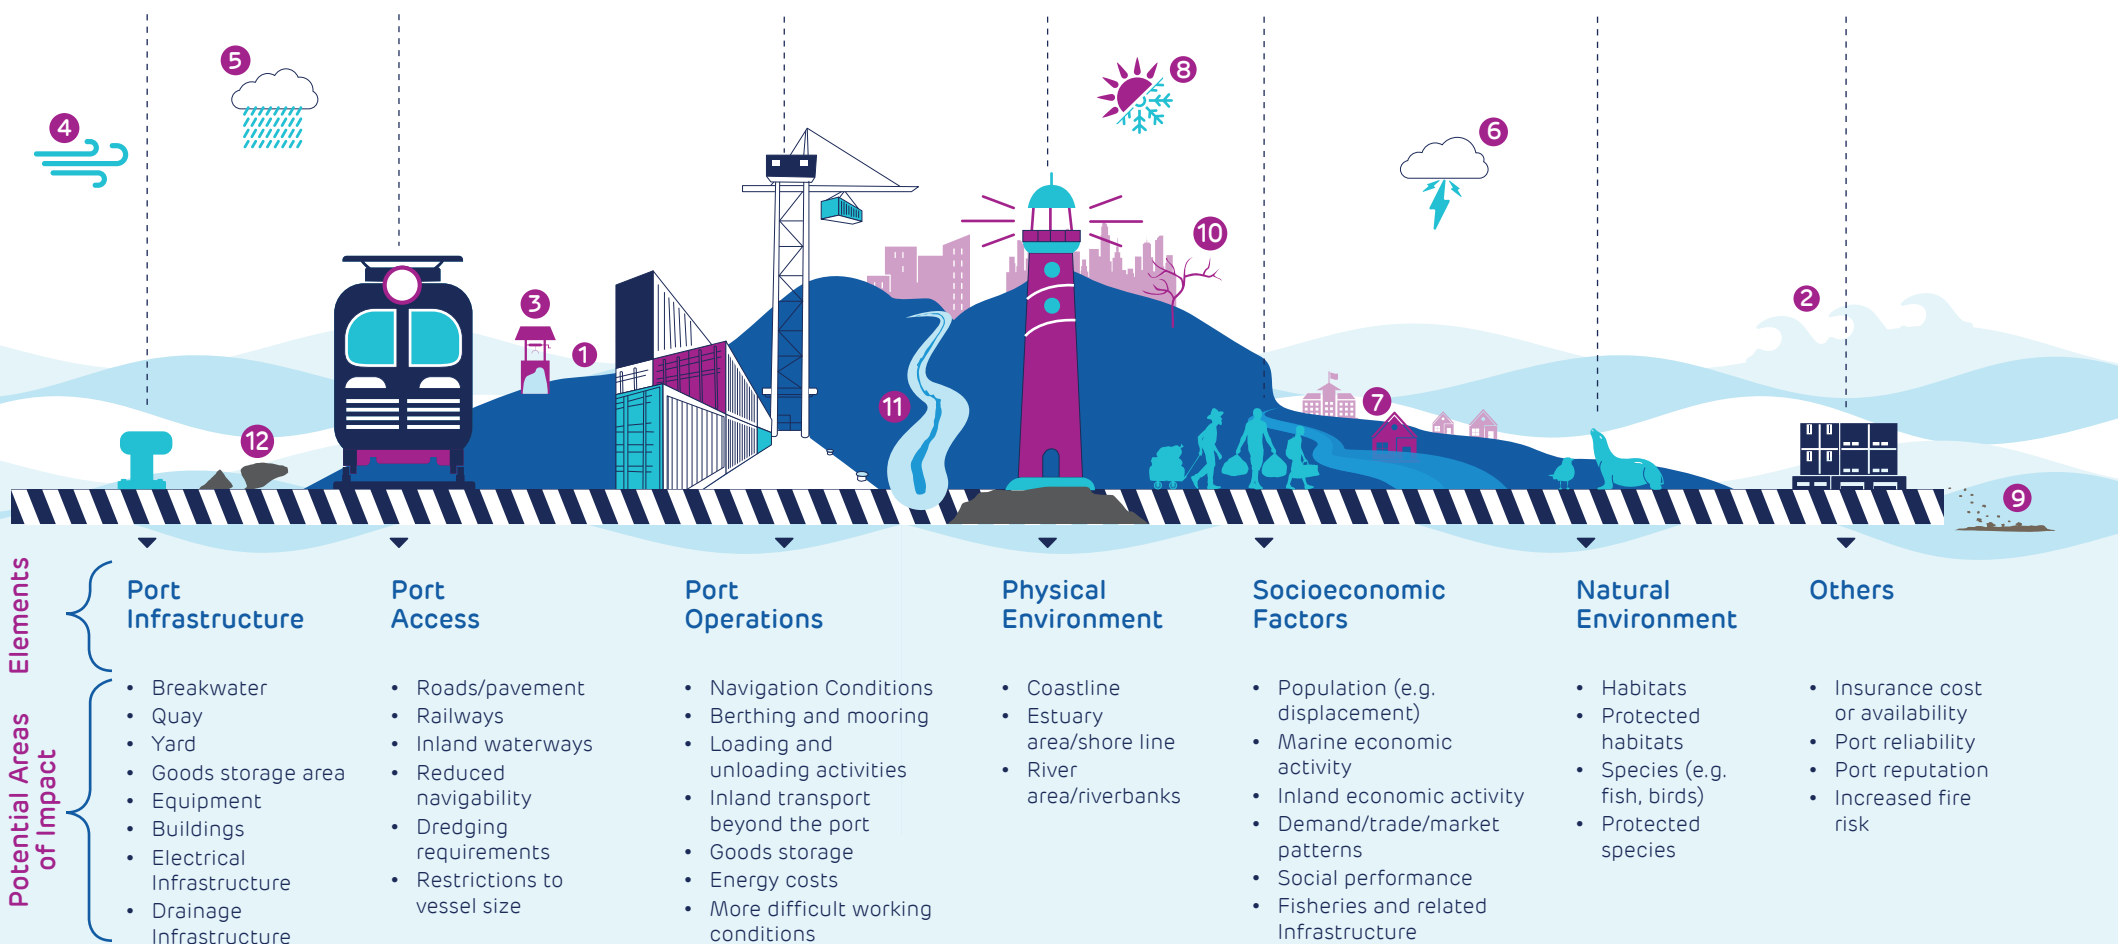 5
8
4
6
10
3
2
1
7
11
12
9
Elements
Potential Areas
of Impact
Port
Infrastructure
• Breakwater
• Quay
• Yard
• Goods storage area
• Equipment
• Buildings
• Electrical
Infrastructure
• Drainage
Infrastructure
Port
Access
• Roads/pavement
• Railways
• Inland waterways
• Reduced
navigability
• Dredging
requirements
• Restrictions to
vessel size
Port
Operations
• Navigation Conditions
• Berthing and mooring
• Loading and
unloading activities
• Inland transport
beyond the port
• Goods storage
• Energy costs
• More difficult working
conditions
Physical
Environment
• Coastline
• Estuary
area/shore line
• River
area/riverbanks
Socioeconomic
Factors
• Population (e.g.
displacement)
• Marine economic
activity
• Inland economic activity
• Demand/trade/market
patterns
• Social performance
• Fisheries and related
Infrastructure
Natural
Environment
• Habitats
• Protected
habitats
• Species (e.g.
fish, birds)
• Protected
species
Others
• Insurance cost
or availability
• Port reliability
• Port reputation
• Increased fire
risk